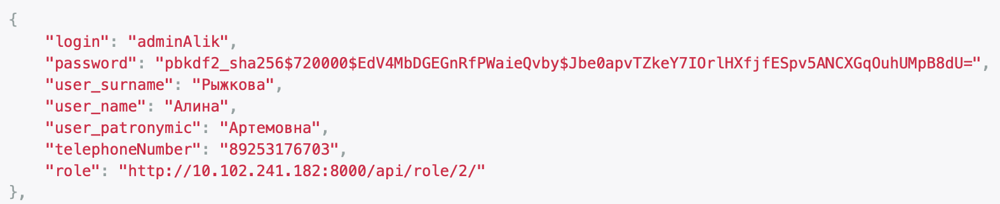 {
"login": "adminAlik",
"password": "pbkdf2_sha256$720000$EdV4MbDGEGnRfPWaieQvby$Jbe0apvTZkeY7IOrlHXfjfESpv5ANCXGqOuhUMpB8dU=",
"user_surname": "Рыжкова",
"user_name": "Алина",
"user_patronymic": "Артемовна",
"telephoneNumber": "89253176703",
"role": "http://10.102.241.182:8000/api/role/2/"
},